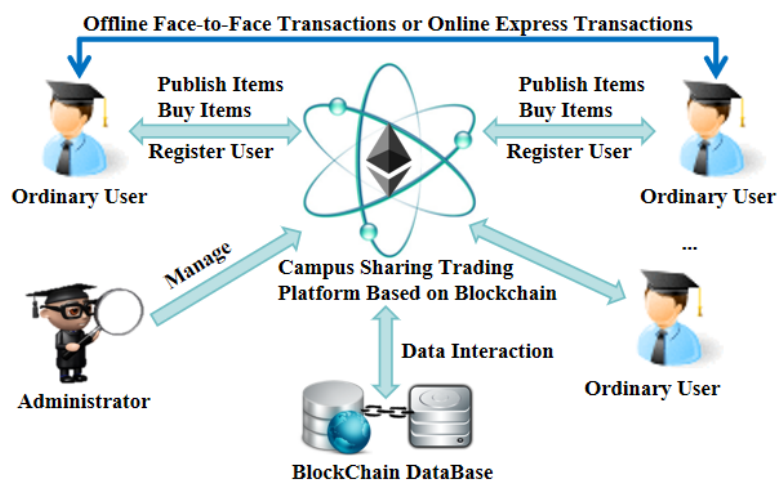 Offline Face-to-Face Transactions or Online Express Transactions
Publish Items
Buy Items
Register User
Publish Items
Buy Items
Register User
Ordinary User
Ordinary User
...
Manage
Campus Sharing Trading
Platform Based on Blockchain
Data Interaction
Administrator
Ordinary User
BlockChain DataBase